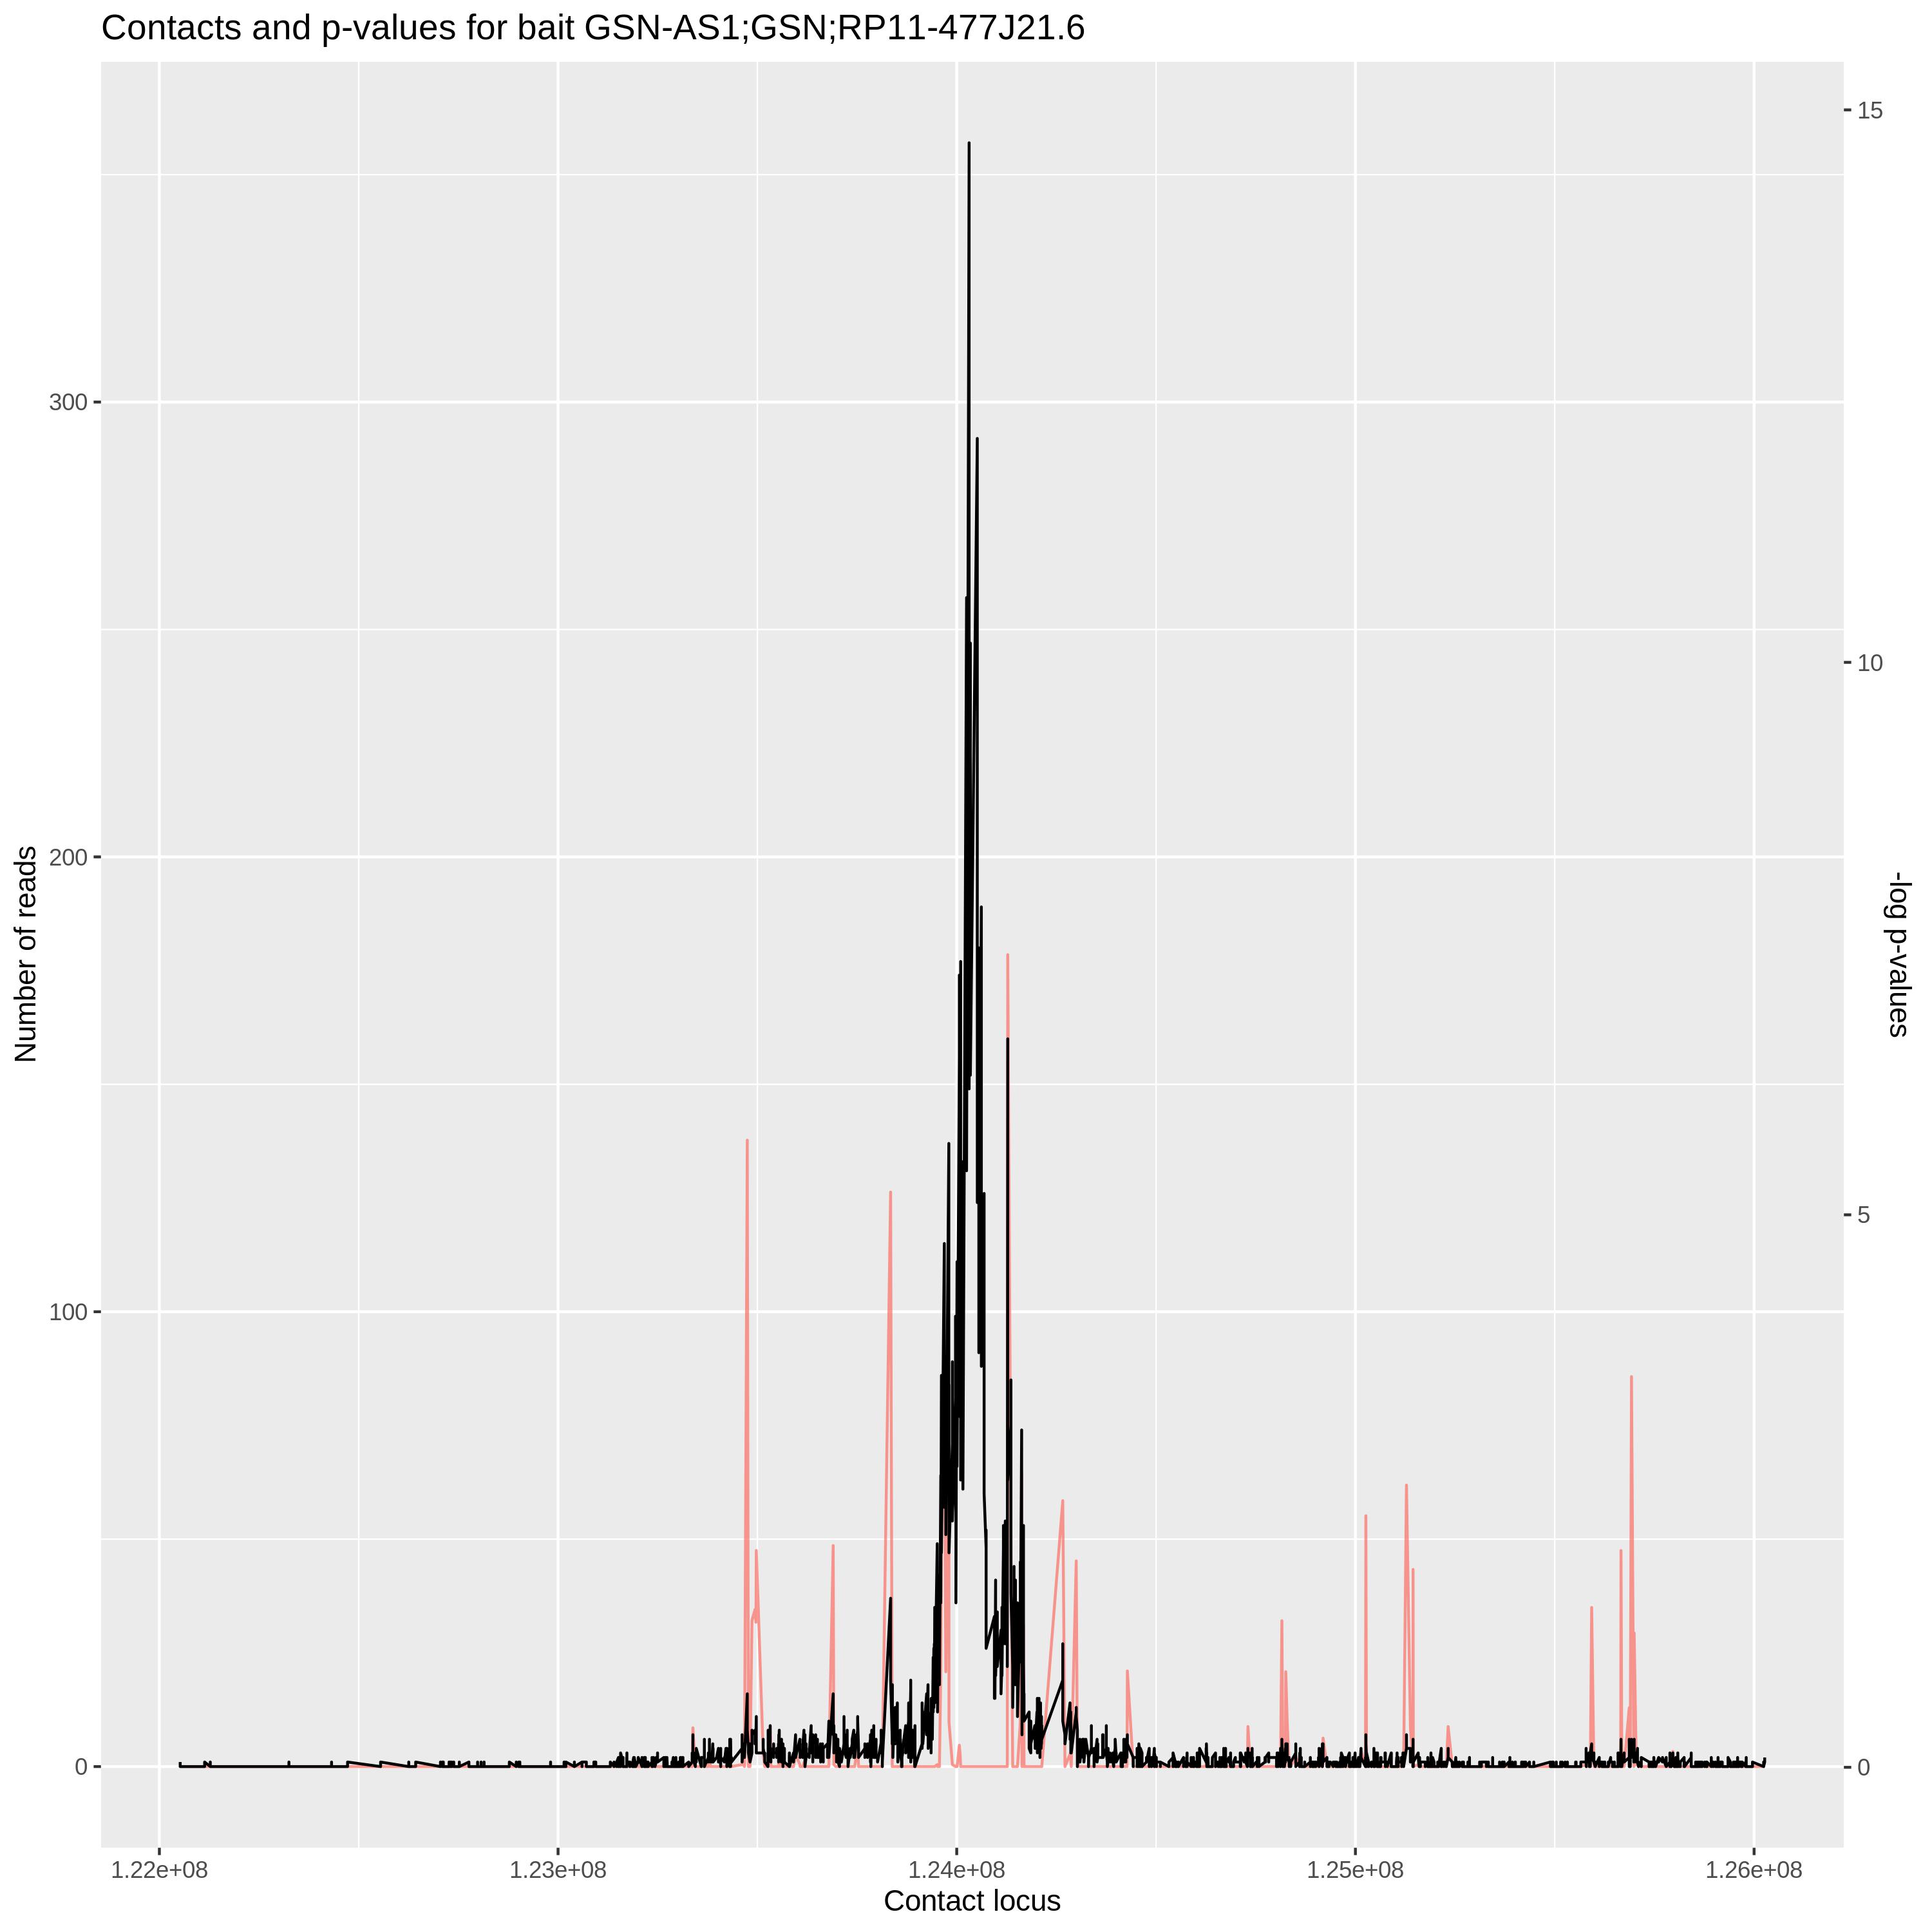 Contacts and p-values for bait GSN-AS1;GSN;RP11-477J21.6
15
300
10
200
Number of reads
-log p-values
5
100
0
0
1.22e+08 1.23e+08 1.24e+08 1.25e+08 1.26e+08
Contact locus